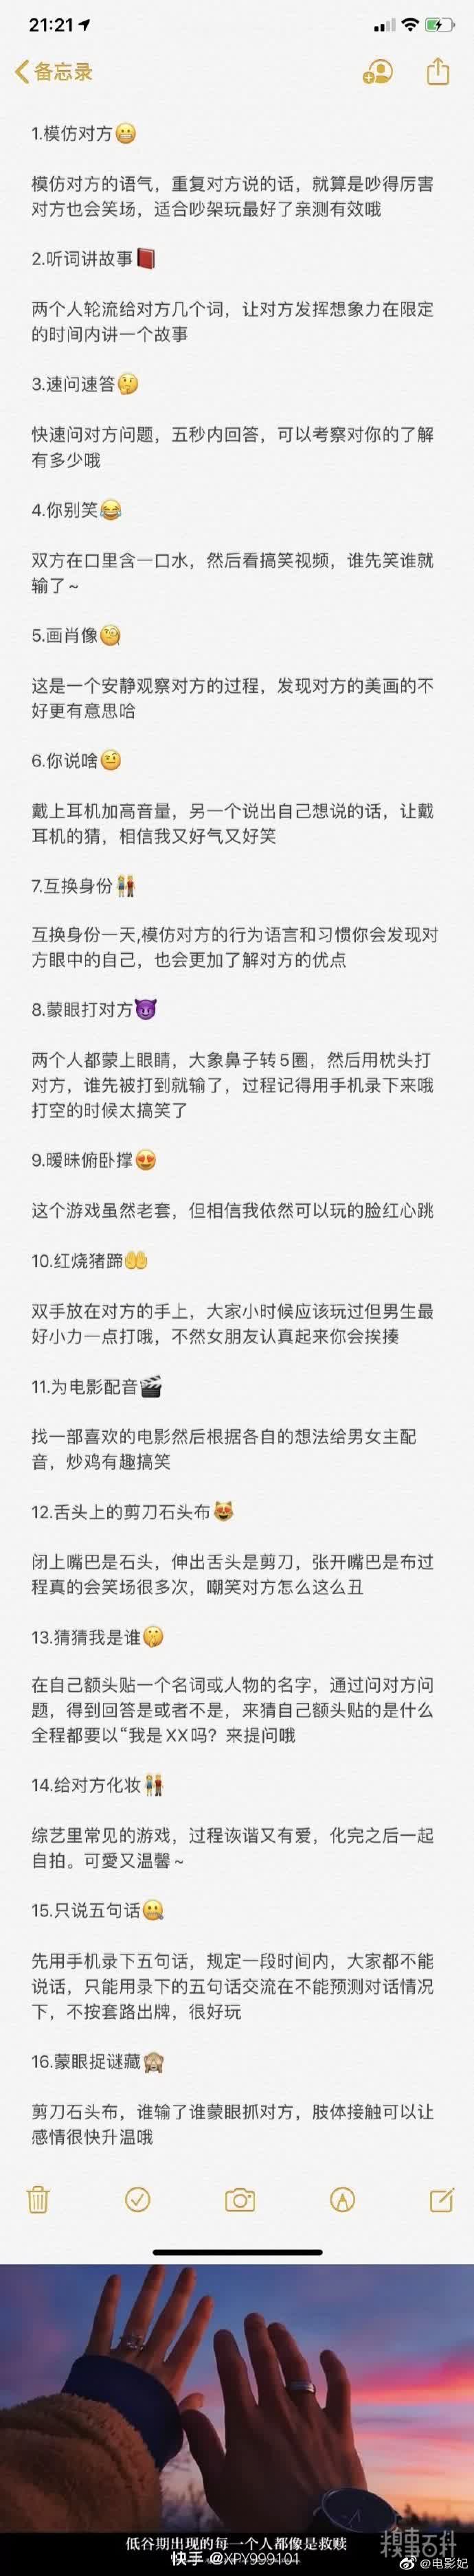 21:21
备忘录
1.模仿对方😬
模仿对方的语气，重复对方说的话，就算是吵得厉害
对方也会笑场，适合吵架玩最好了亲测有效哦
2.听词讲故事📕
两个人轮流给对方几个词，让对方发挥想象力在限定
的时间内讲一个故事
3.速问速答🤔
快速问对方问题，五秒内回答，可以考察对你的了解
有多少哦
4.你别笑😂
双方在口里含一口水，然后看搞笑视频，谁先笑谁就
输了~
5.画肖像🧐
这是一个安静观察对方的过程，发现对方的美画的不
好更有意思哈
6.你说啥🤨
戴上耳机加高音量，另一个说出自己想说的话，让戴
耳机的猜，相信我又好气又好笑
7.互换身份👫
互换身份一天,模仿对方的行为语言和习惯你会发现对
方眼中的自己，也会更加了解对方的优点
8.蒙眼打对方😈
两个人都蒙上眼睛，大象鼻子转5圈，然后用枕头打
对方，谁先被打到就输了，过程记得用手机录下来哦
打空的时候太搞笑了
9.暧昧俯卧撑😍
这个游戏虽然老套，但相信我依然可以玩的脸红心跳
10.红烧猪蹄🤲
双手放在对方的手上，大家小时候应该玩过但男生最
好小力一点打哦，不然女朋友认真起来你会挨揍
11.为电影配音🎬
找一部喜欢的电影然后根据各自的想法给男女主配
音，炒鸡有趣搞笑
12.舌头上的剪刀石头布😻
闭上嘴巴是石头，伸出舌头是剪刀，张开嘴巴是布过
程真的会笑场很多次，嘲笑对方怎么这么丑
13.猜猜我是谁🤫
在自己额头贴一个名词或人物的名字，通过问对方问
题，得到回答是或者不是，来猜自己额头贴的是什么
全程都要以“我是XX吗？来提问哦
14.给对方化妆👫
综艺里常见的游戏，过程诙谐又有爱，化完之后一起
自拍。可愛又温馨~
15.只说五句话🤐
先用手机录下五句话，规定一段时间内，大家都不能
说话，只能用录下的五句话交流在不能预测对话情况
下，不按套路出牌，很好玩
16.蒙眼捉谜藏🙈
剪刀石头布，谁输了谁蒙眼抓对方，肢体接触可以让
感情很快升温哦
低谷期出现的每一个人都像是救赎
快手 @XPY999101
糗事百科
@电影妃